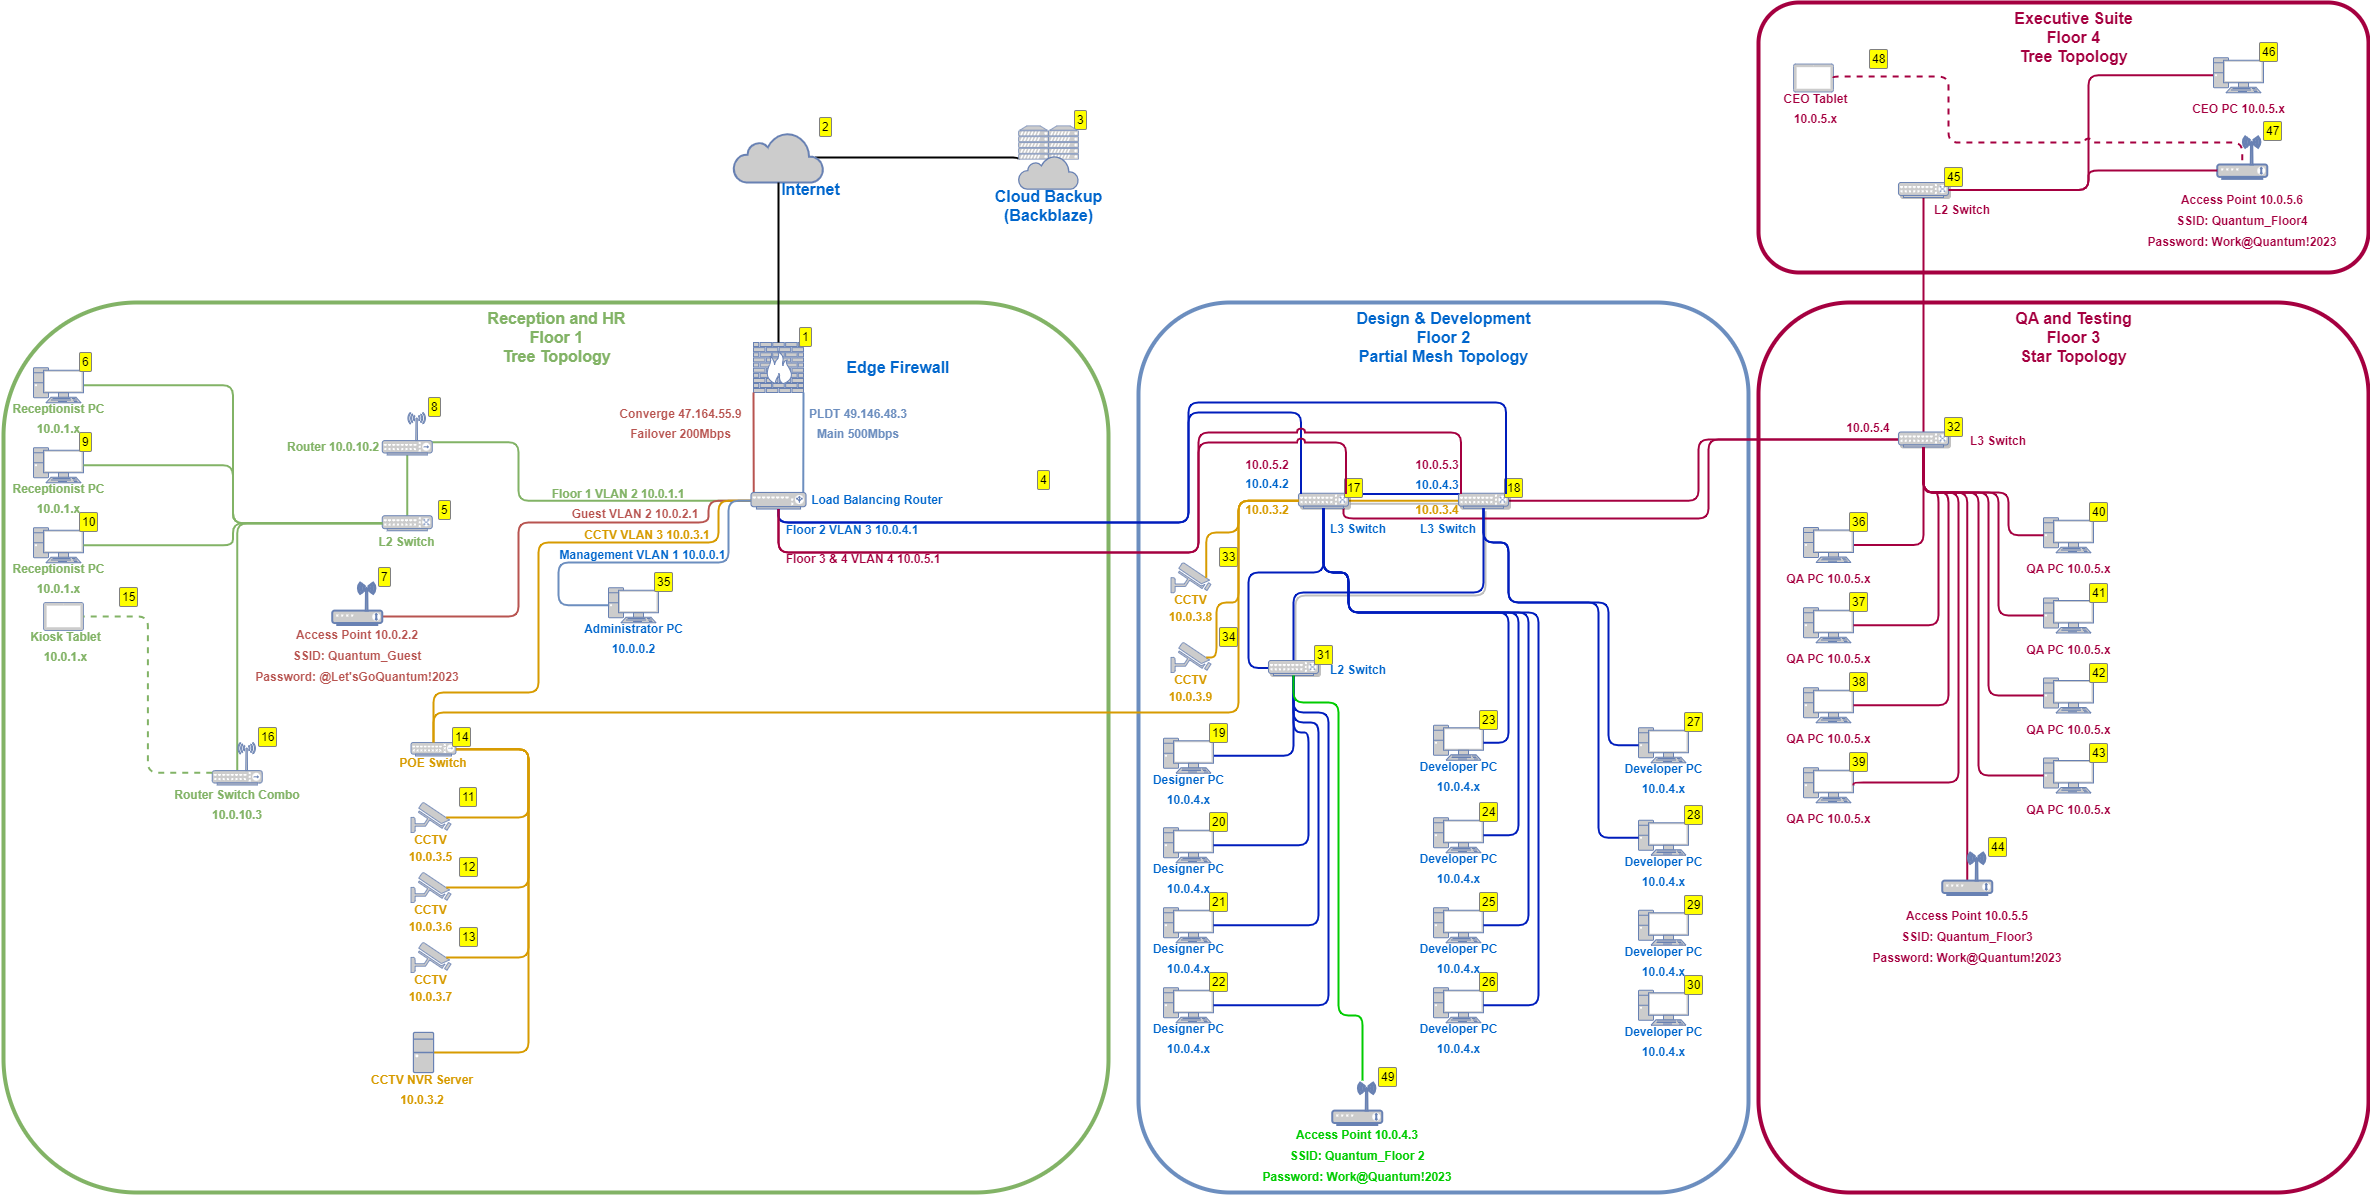 Executive Suite
Floor 4
Tree Topology
48
46
CEO Tablet
10.0.5.x
CEO PC 10.0.5.x
47
45
L2 Switch
Access Point 10.0.5.6
SSID: Quantum_Floor4
Password: Work@Quantum!2023
2
Internet
3
Cloud Backup
(Backblaze)
Reception and HR
Floor 1
Tree Topology
1
Edge Firewall
Converge 47.164.55.9
Failover 200Mbps
PLDT 49.146.48.3
Main 500Mbps
4
Load Balancing Router
6
Receptionist PC
10.0.1.x
9
Receptionist PC
10.0.1.x
10
Receptionist PC
10.0.1.x
8
Router 10.0.10.2
5
L2 Switch
Floor 1 VLAN 2 10.0.1.1
Guest VLAN 2 10.0.2.1
CCTV VLAN 3 10.0.3.1
Management VLAN 1 10.0.0.1
Floor 2 VLAN 3 10.0.4.1
Floor 3 & 4 VLAN 4 10.0.5.1
7
Access Point 10.0.2.2
SSID: Quantum_Guest
Password: @Let'sGoQuantum!2023
35
Administrator PC
10.0.0.2
15
Kiosk Tablet
10.0.1.x
16
Router Switch Combo
10.0.10.3
14
POE Switch
11
CCTV
10.0.3.5
12
CCTV
10.0.3.6
13
CCTV
10.0.3.7
CCTV NVR Server
10.0.3.2
Design & Development
Floor 2
Partial Mesh Topology
10.0.5.2
10.0.4.2
10.0.3.2
17
L3 Switch
10.0.5.3
10.0.4.3
10.0.3.4
18
L3 Switch
33
CCTV
10.0.3.8
34
CCTV
10.0.3.9
31
L2 Switch
19
Designer PC
10.0.4.x
20
Designer PC
10.0.4.x
21
Designer PC
10.0.4.x
22
Designer PC
10.0.4.x
23
Developer PC
10.0.4.x
24
Developer PC
10.0.4.x
25
Developer PC
10.0.4.x
26
Developer PC
10.0.4.x
27
Developer PC
10.0.4.x
28
Developer PC
10.0.4.x
29
Developer PC
10.0.4.x
30
Developer PC
10.0.4.x
49
Access Point 10.0.4.3
SSID: Quantum_Floor 2
Password: Work@Quantum!2023
QA and Testing
Floor 3
Star Topology
10.0.5.4
32
L3 Switch
36
QA PC 10.0.5.x
37
QA PC 10.0.5.x
38
QA PC 10.0.5.x
39
QA PC 10.0.5.x
40
QA PC 10.0.5.x
41
QA PC 10.0.5.x
42
QA PC 10.0.5.x
43
QA PC 10.0.5.x
44
Access Point 10.0.5.5
SSID: Quantum_Floor3
Password: Work@Quantum!2023